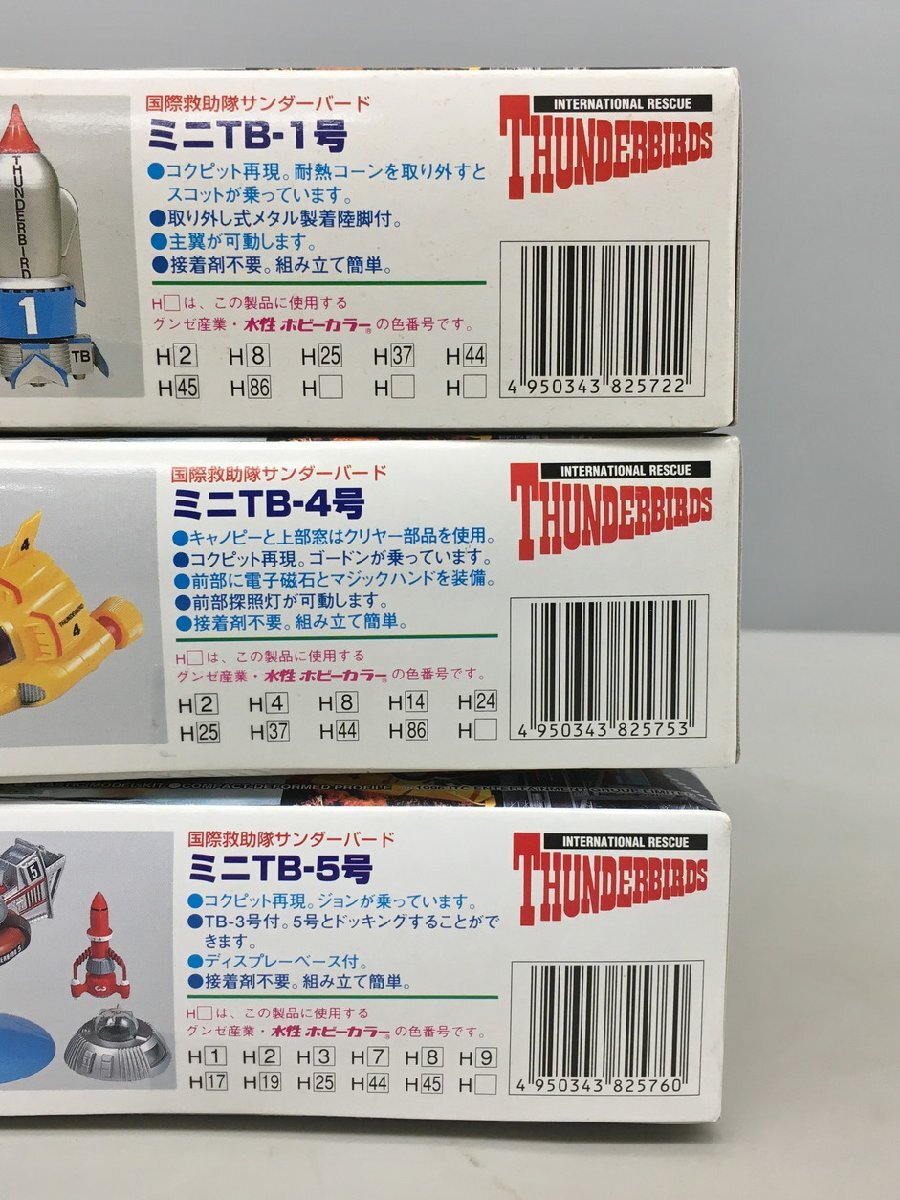 国際救助隊サンダーバード
ミニTB-1号
●コクピット再現。耐熱コーンを取り外すと
スコットが乗っています。
●取り外し式メタル製着陸脚付。
●主翼が可動します。
●接着剤不要。組み立て簡単。
H□は、この製品に使用する
グンゼ産業・水性ホビーカラー®の色番号です。
H2 H8 H25 H37 H44
H45 H86 H□ H□ H□
INTERNATIONAL RESCUE
THUNDERBIRDS
4 950343 825722
THUNDERBIRD
1
TB
国際救助隊サンダーバード
ミニTB-4号
●キャノピーと上部窓はクリヤー部品を使用。
●コクピット再現。ゴードンが乗っています。
●前部に電子磁石とマジックハンドを装備。
●前部探照灯が可動します。
●接着剤不要。組み立て簡単。
H□は、この製品に使用する
グンゼ産業・水性ホビーカラー®の色番号です。
H2 H4 H8 H14 H24
H25 H37 H44 H86 H□
INTERNATIONAL RESCUE
THUNDERBIRDS
4 950343 825753
4
THUNDERBIRD
4
MODEL KIT ●COMPACT-DEFORMED PROFILE
ENTERTAINMENT GROUP LIMITED
国際救助隊サンダーバード
ミニTB-5号
●コクピット再現。ジョンが乗っています。
●TB-3号付。5号とドッキングすることがで
きます。
●ディスプレーベース付。
●接着剤不要。組み立て簡単。
H□は、この製品に使用する
グンゼ産業・水性ホビーカラー®の色番号です。
H1 H2 H3 H7 H8 H9
H17 H19 H25 H44 H45 H□
INTERNATIONAL RESCUE
THUNDERBIRDS
4 950343 825760
5
3